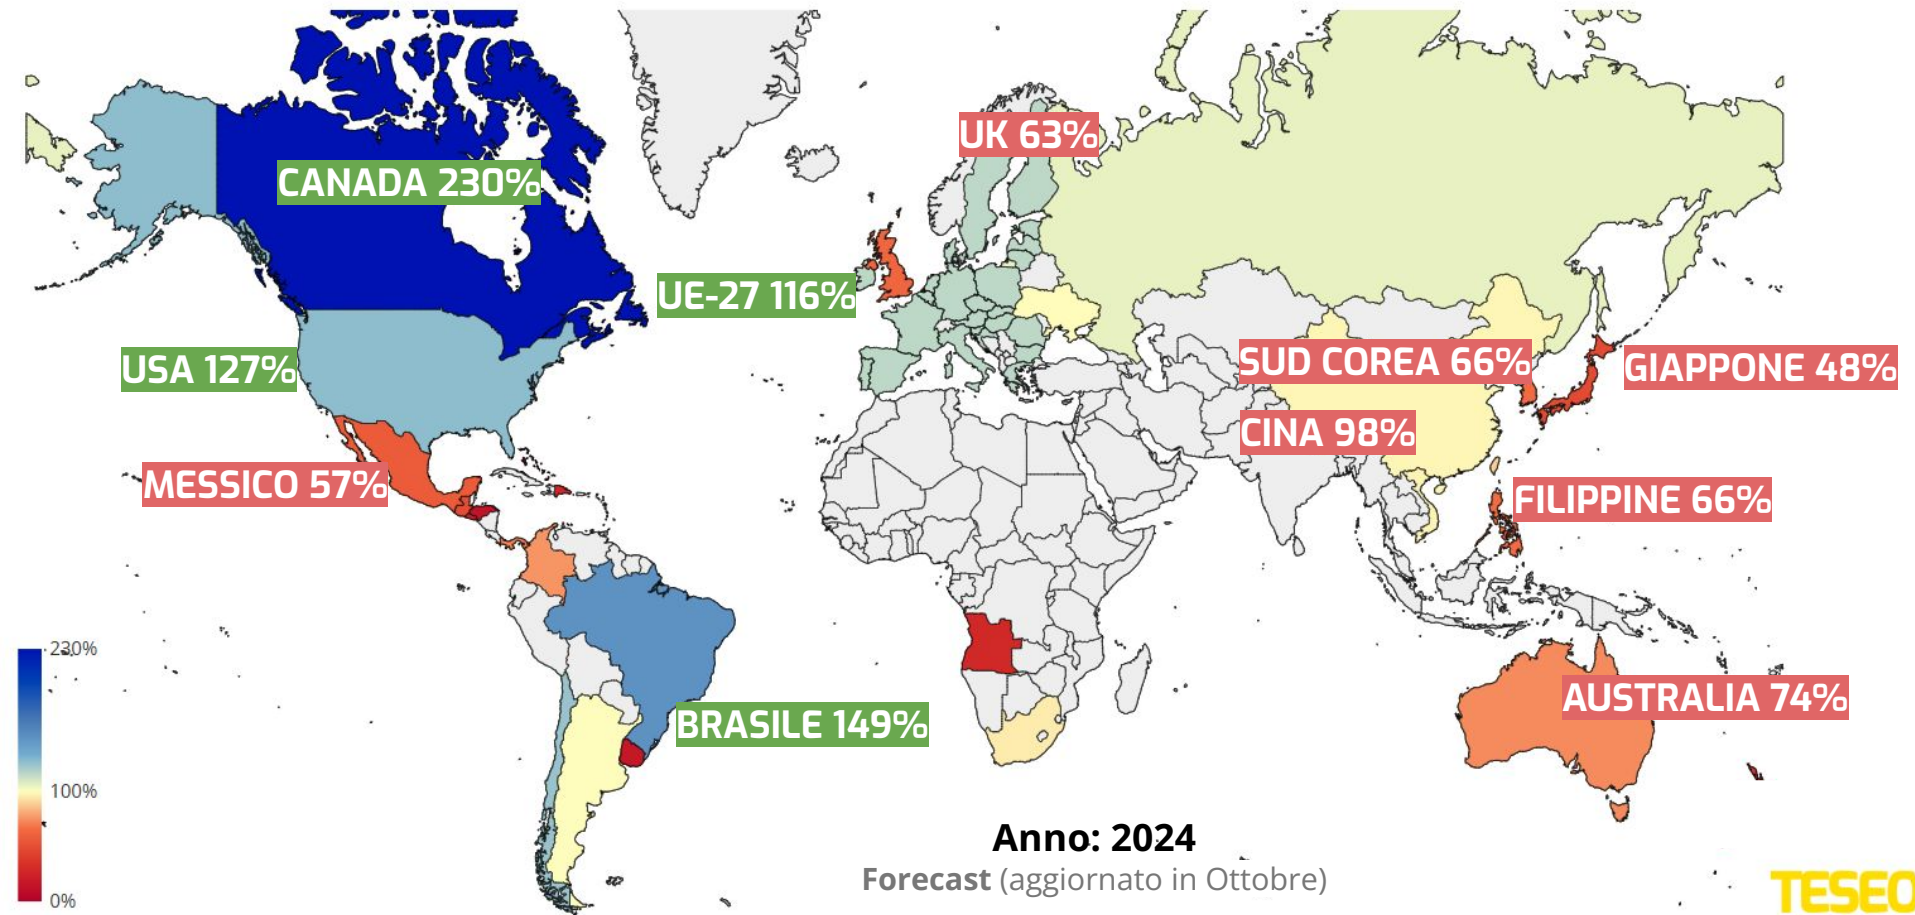 UK 63%
CANADA 230%
UE-27 116%
USA 127%
SUD COREA 66%
GIAPPONE 48%
CINA 98%
MESSICO 57%
FILIPPINE 66%
230%
AUSTRALIA 74%
BRASILE 149%
100%
Anno: 2024
Forecast (aggiornato in Ottobre)
0%
TESEO